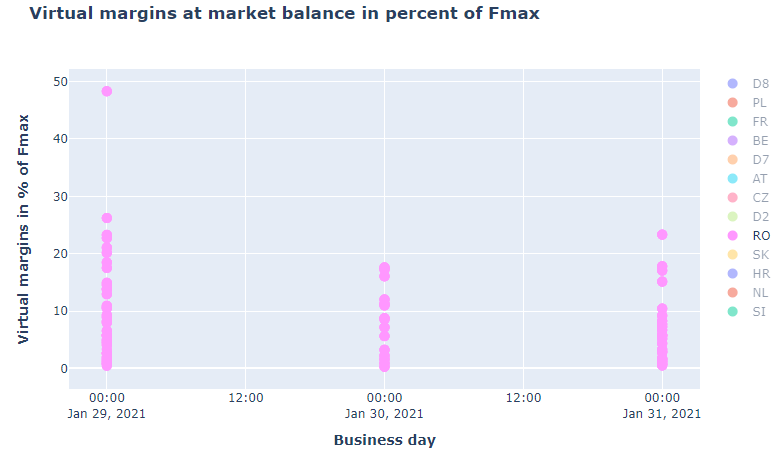 Virtual margins at market balance in percent of Fmax
Virtual margins in % of Fmax
50
40
30
20
10
0
00:00
Jan 29, 2021
12:00
00:00
Jan 30, 2021
12:00
00:00
Jan 31, 2021
Business day
D8
PL
FR
BE
D7
AT
CZ
D2
RO
SK
HR
NL
SI